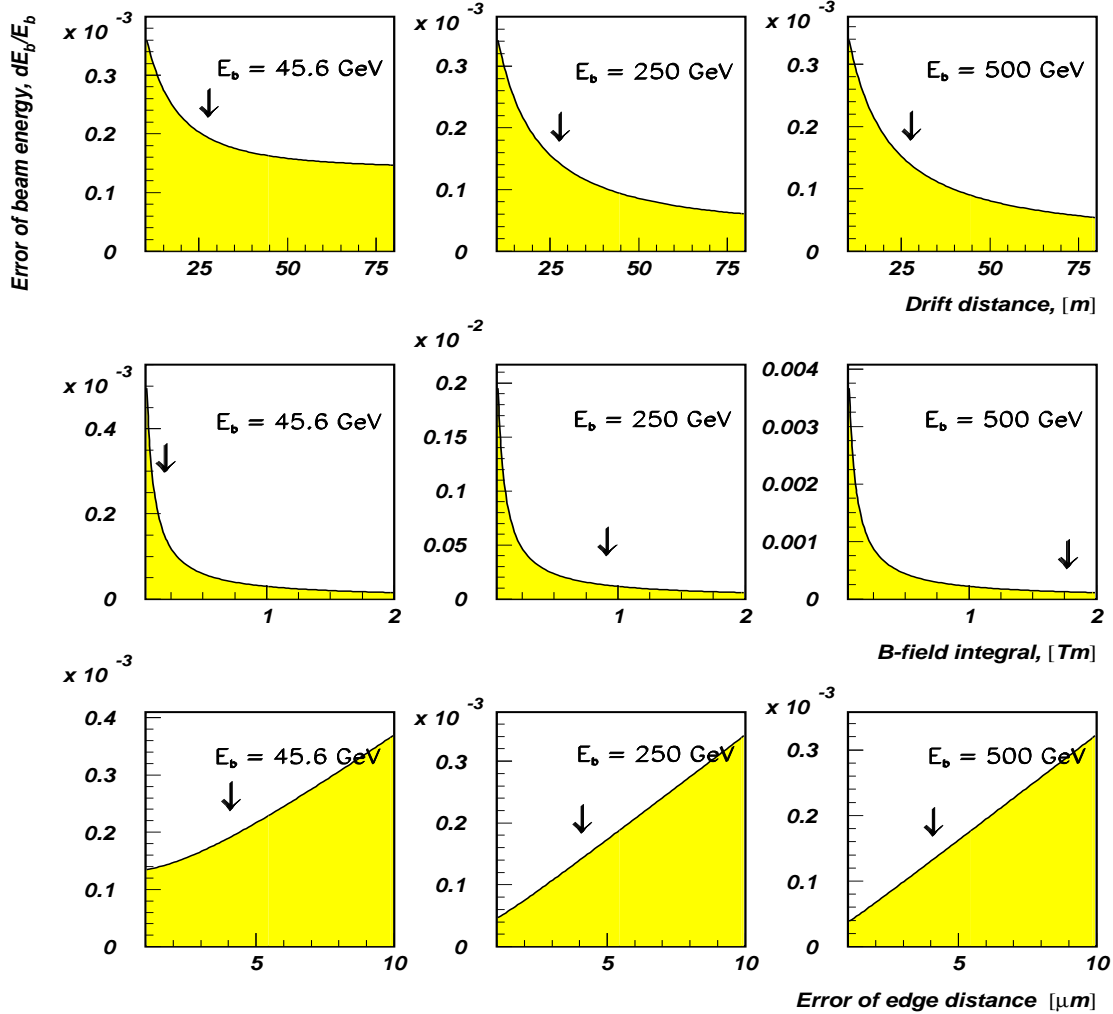 Error of beam energy, dE_b/E_b
x 10 ^-3
x 10 ^-3
x 10 ^-3
E_b = 45.6 GeV
E_b = 250 GeV
E_b = 500 GeV
0.3
0.2
0.1
0
0.3
0.2
0.1
0
0.3
0.2
0.1
0
25 50 75
25 50 75
25 50 75
Drift distance, [m]
x 10 ^-3
x 10 ^-2
E_b = 45.6 GeV
E_b = 250 GeV
E_b = 500 GeV
0.4
0.2
0
0.2
0.15
0.1
0.05
0
0.004
0.003
0.002
0.001
0
1 2
1 2
1 2
B-field integral, [Tm]
x 10 ^-3
x 10 ^-3
x 10 ^-3
E_b = 45.6 GeV
E_b = 250 GeV
E_b = 500 GeV
0.4
0.3
0.2
0.1
0
0.3
0.2
0.1
0
0.3
0.2
0.1
0
5 10
5 10
5 10
Error of edge distance [μm]